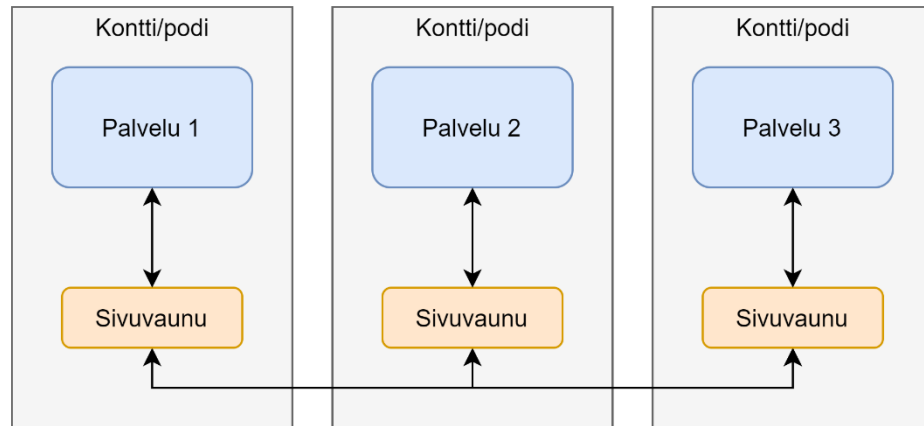 Kontti/podi
Kontti/podi
Kontti/podi
Palvelu 1
Palvelu 2
Palvelu 3
Sivuvaunu
Sivuvaunu
Sivuvaunu